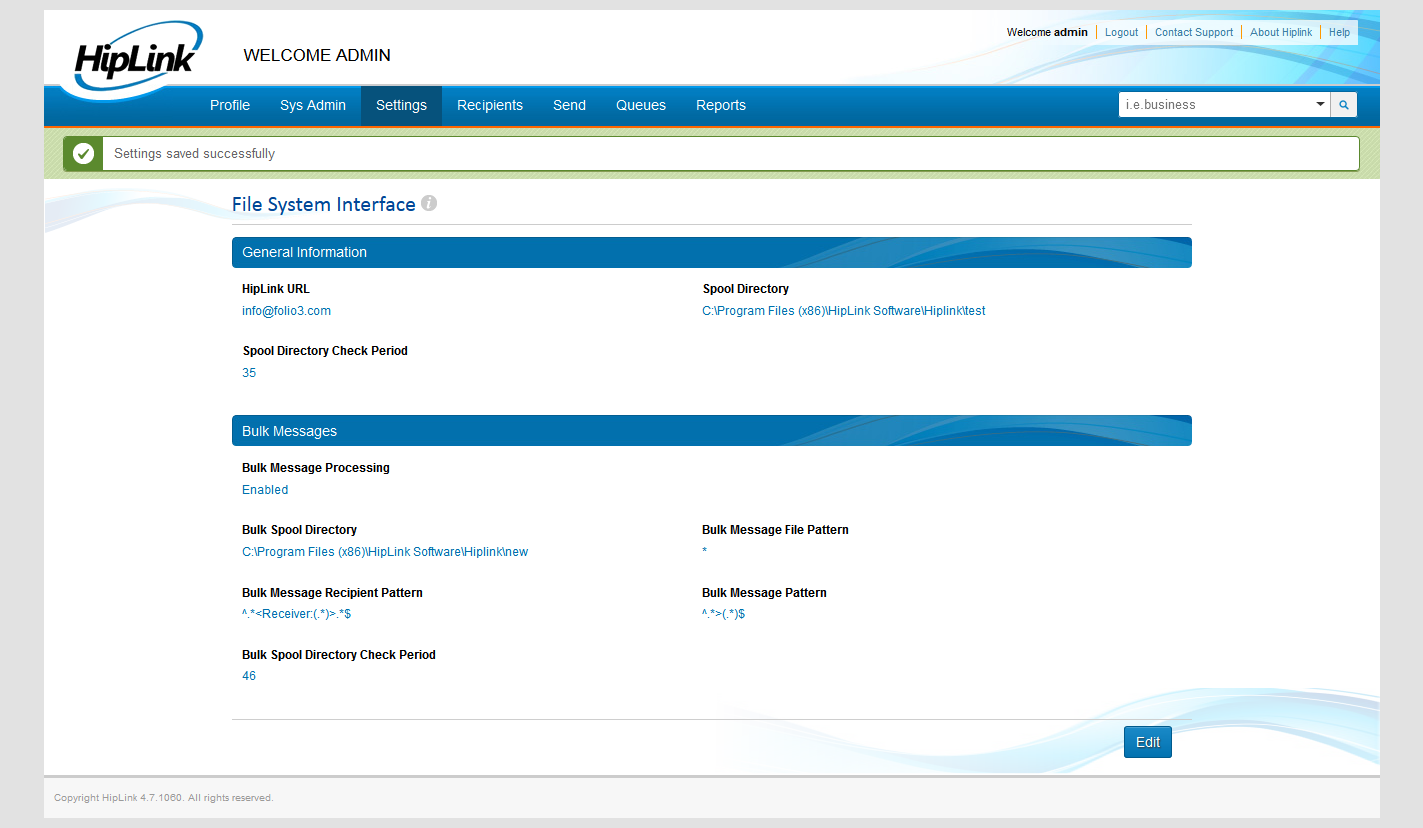 HipLink
WELCOME ADMIN
Welcome admin Logout Contact Support About Hiplink Help
Profile Sys Admin Settings Recipients Send Queues Reports i.e.business
Settings saved successfully
File System Interface i
General Information
HipLink URL Spool Directory
info@folio3.com C:\Program Files (x86)\HipLink Software\Hiplink\test
Spool Directory Check Period
35
Bulk Messages
Bulk Message Processing
Enabled
Bulk Spool Directory Bulk Message File Pattern
C:\Program Files (x86)\HipLink Software\Hiplink\new *
Bulk Message Recipient Pattern Bulk Message Pattern
^.*<Receiver:(.*)>.*$ ^.*>(.*)$
Bulk Spool Directory Check Period
46
Edit
Copyright HipLink 4.7.1060. All rights reserved.